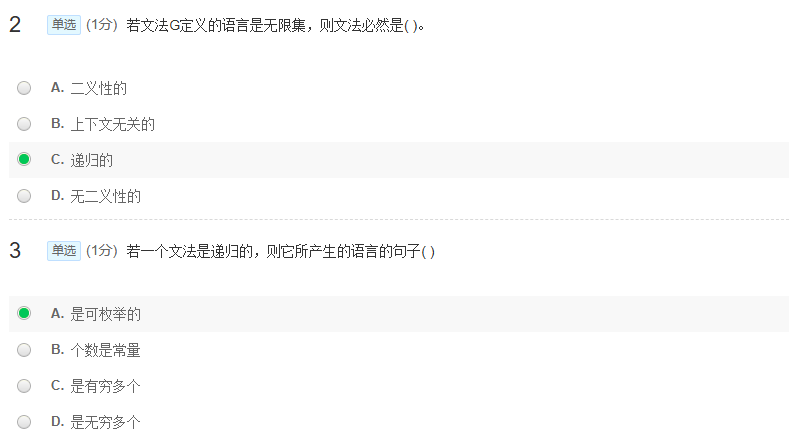 2 单选 (1分) 若文法G定义的语言是无限集，则文法必然是( )。
A. 二义性的
B. 上下文无关的
C. 递归的
D. 无二义性的
3 单选 (1分) 若一个文法是递归的，则它所产生的语言的句子( )
A. 是可枚举的
B. 个数是常量
C. 是有穷多个
D. 是无穷多个